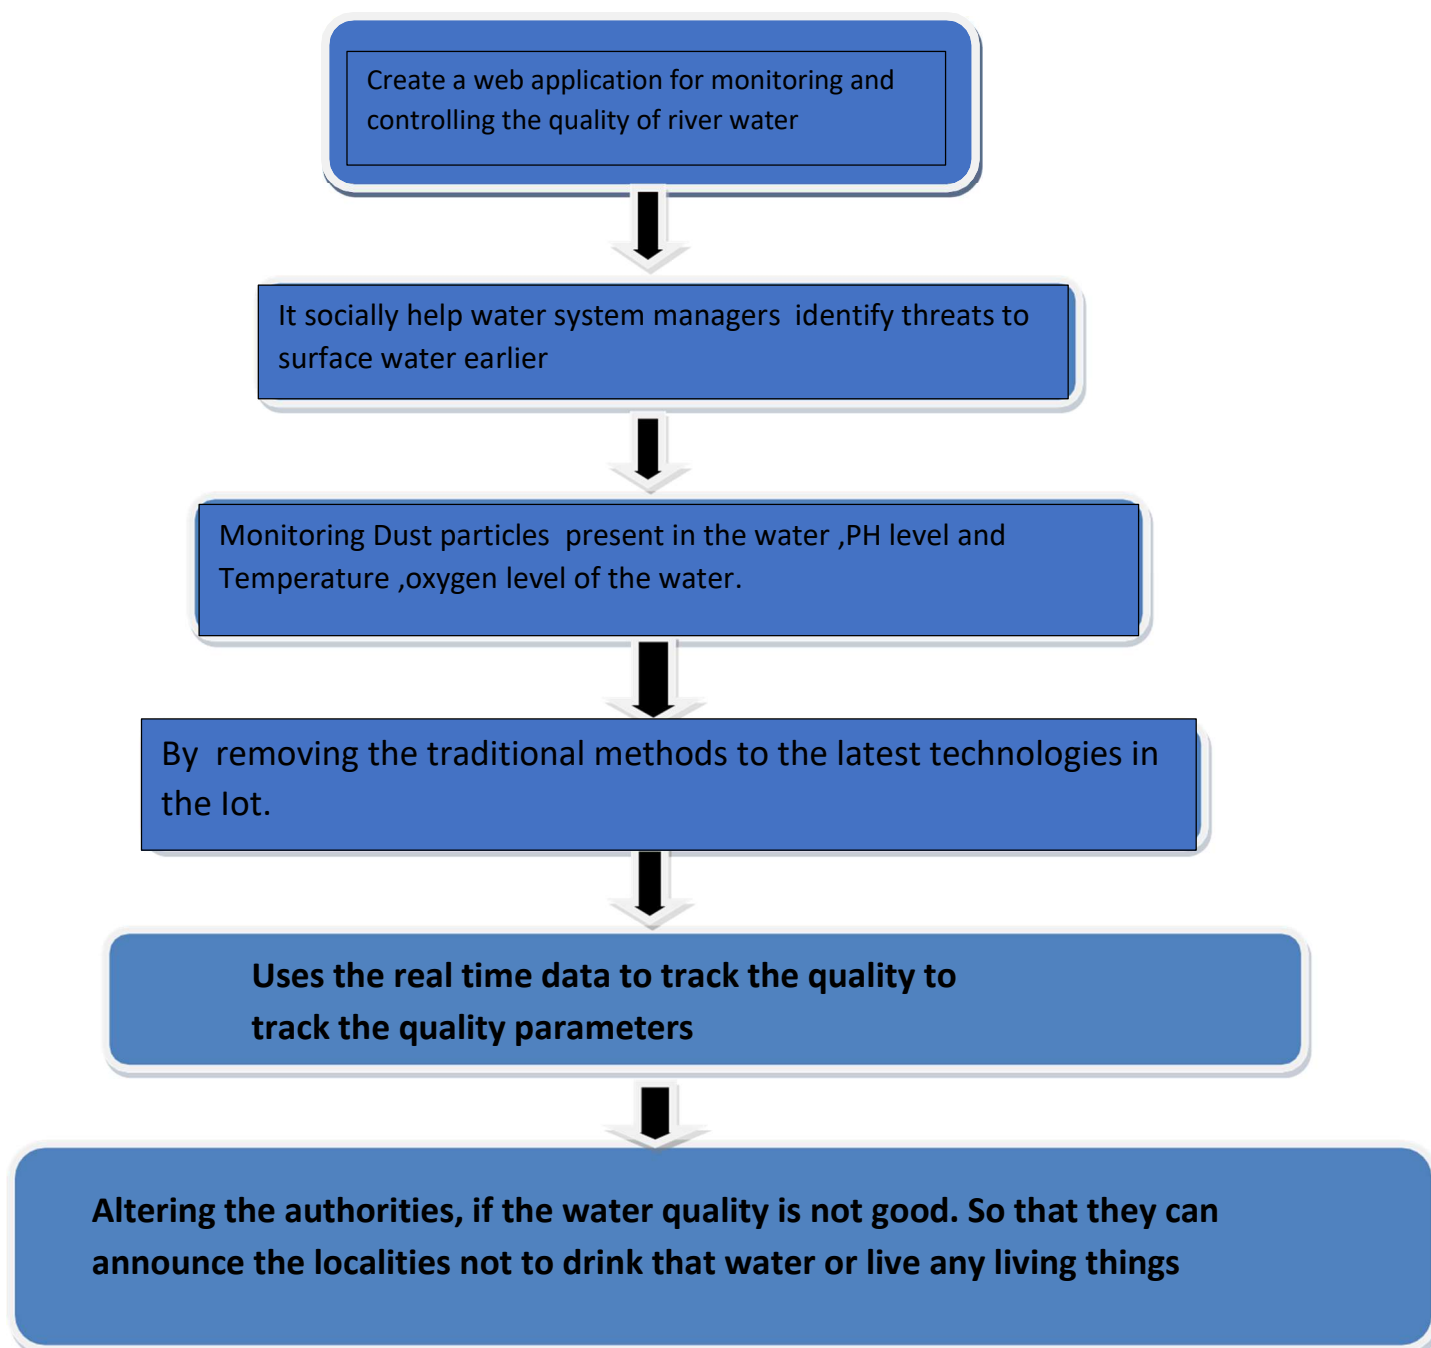 Create a web application for monitoring and
controlling the quality of river water
It socially help water system managers  identify threats to
surface water earlier
Monitoring Dust particles  present in the water ,PH level and
Temperature ,oxygen level of the water.
By  removing the traditional methods to the latest technologies in
the Iot.
Uses the real time data to track the quality to
track the quality parameters
Altering the authorities, if the water quality is not good. So that they can
announce the localities not to drink that water or live any living things